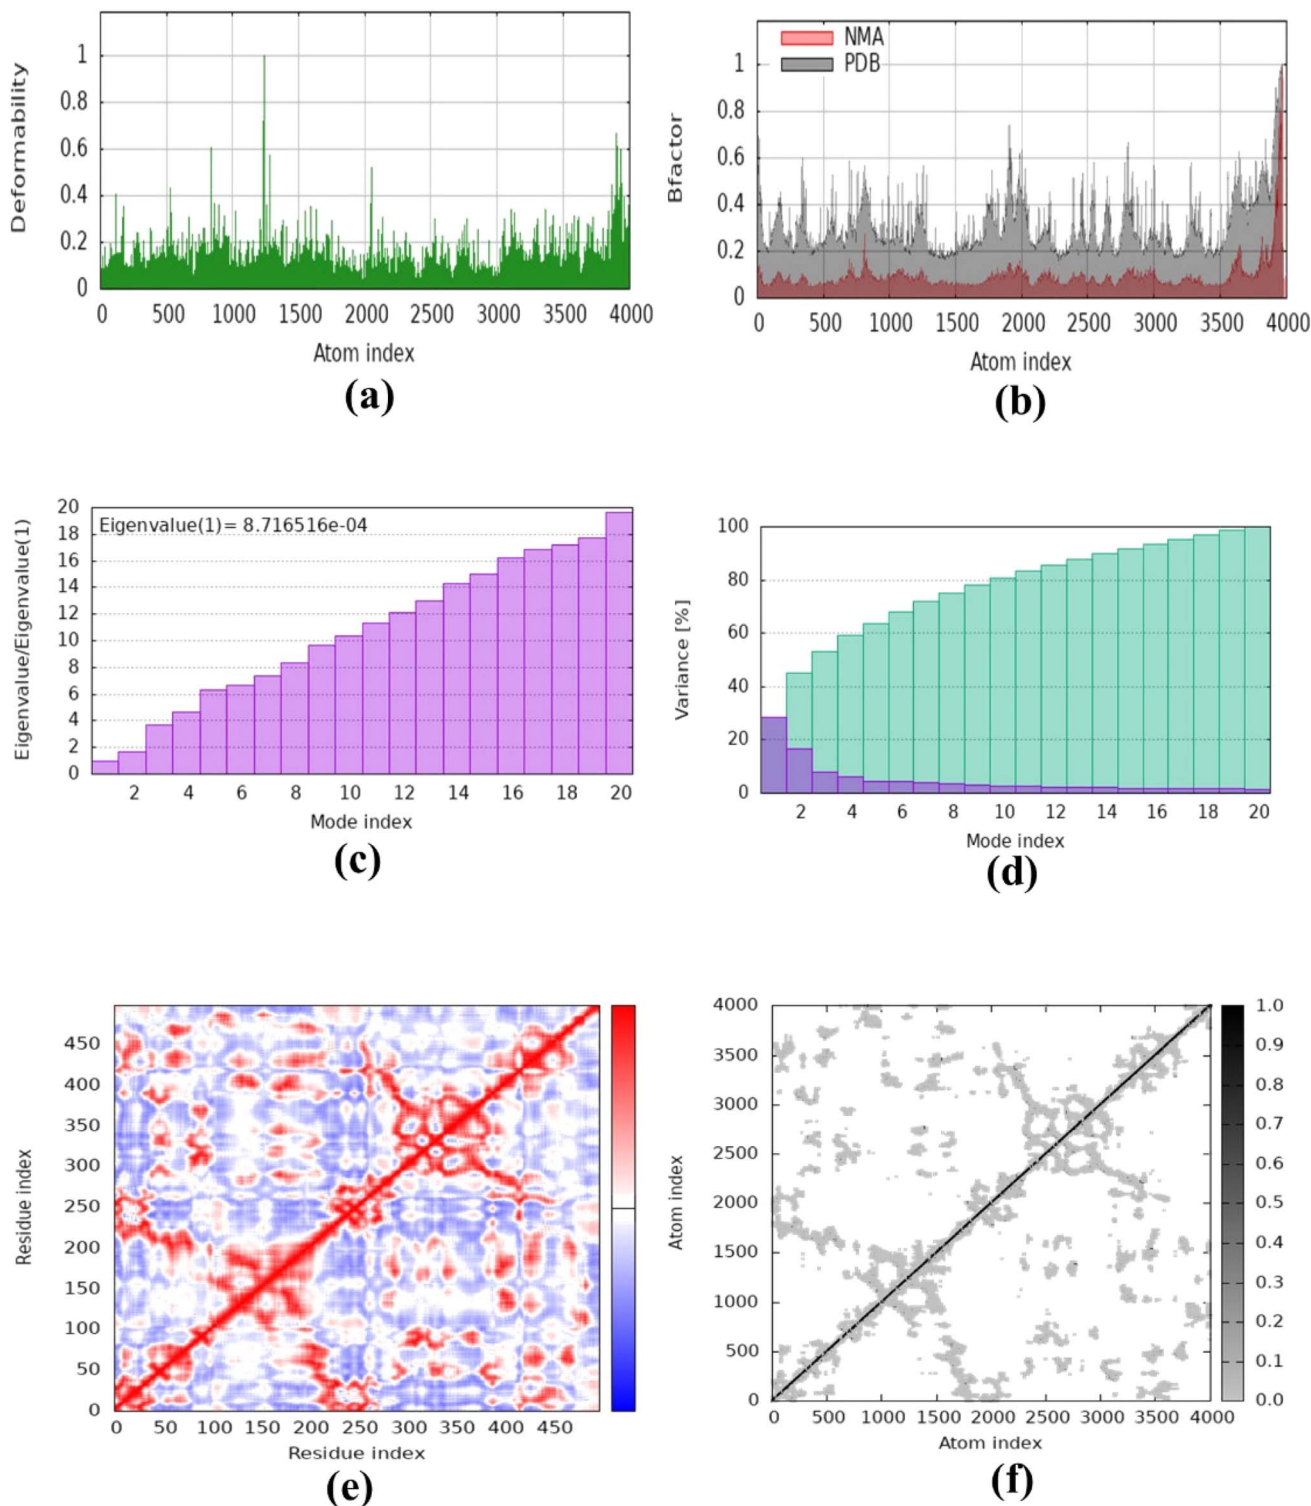 Deformability
1
0.8
0.6
0.4
0.2
0
0 500 1000 1500 2000 2500 3000 3500 4000
Atom index
(a)
NMA
PDB
Bfactor
1
0.8
0.6
0.4
0.2
0
0 500 1000 1500 2000 2500 3000 3500 4000
Atom index
(b)
Eigenvalue/Eigenvalue(1)
Eigenvalue(1)= 8.716516e-04
20
18
16
14
12
10
8
6
4
2
0
2 4 6 8 10 12 14 16 18 20
Mode index
(c)
Variance [%]
100
80
60
40
20
0
2 4 6 8 10 12 14 16 18 20
Mode index
(d)
Residue index
450
400
350
300
250
200
150
100
50
0
0 50 100 150 200 250 300 350 400 450
Residue index
(e)
Atom index
4000
3500
3000
2500
2000
1500
1000
500
0
0 500 1000 1500 2000 2500 3000 3500 4000
Atom index
1.0
0.9
0.8
0.7
0.6
0.5
0.4
0.3
0.2
0.1
0.0
(f)